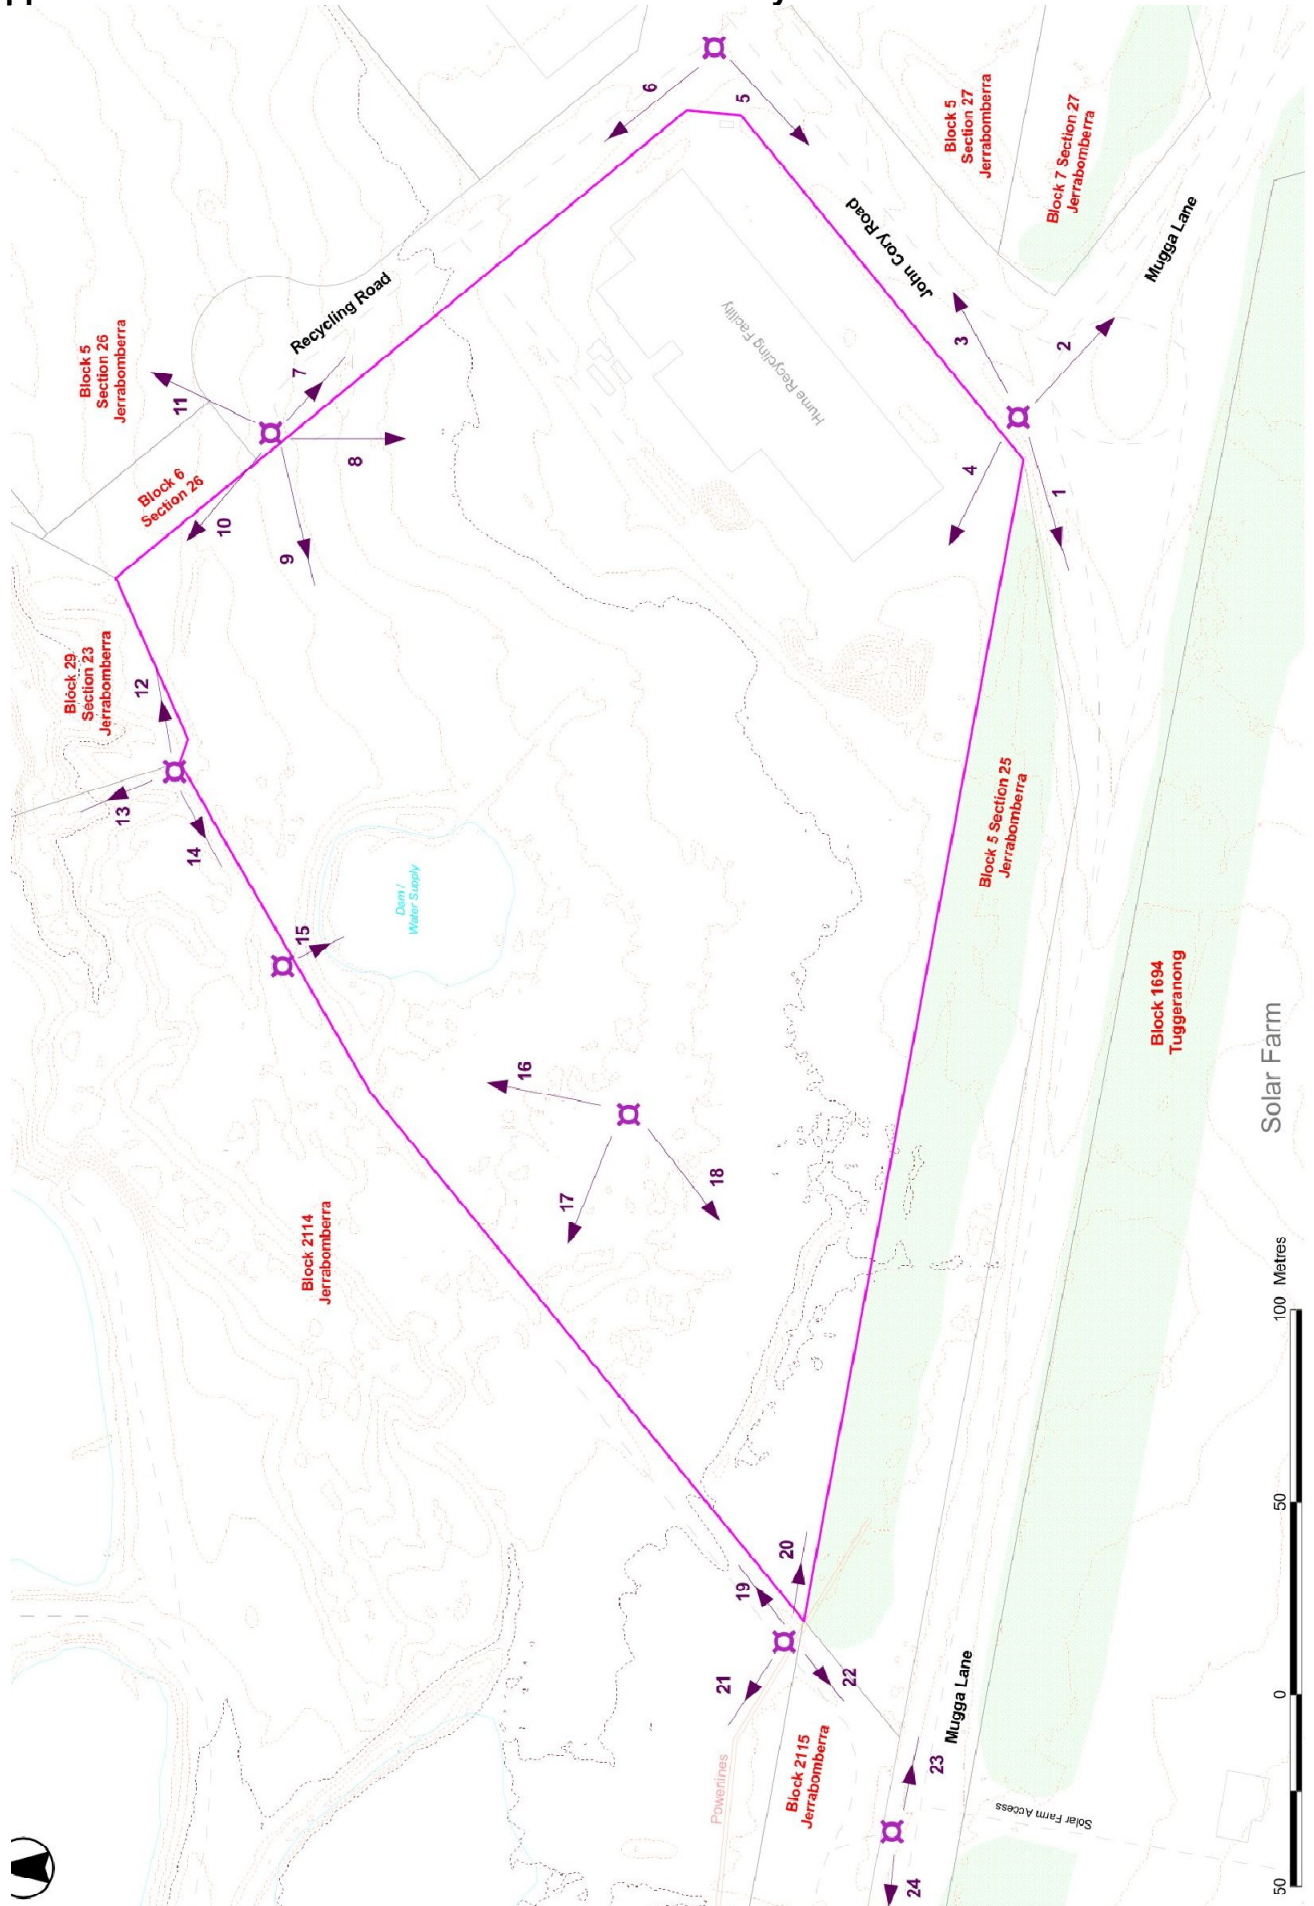 6
5
Block 5
Section 27
Jerrabomberra
Block 7 Section 27
Jerrabomberra
John Cory Road
Mugga Lane
Recycling Road
Block 5
Section 26
Jerrabomberra
11
7
8
9
10
Block 6
Section 26
Hume Recycling Facility
3
2
4
1
Block 29
Section 23
Jerrabomberra
12
13
14
15
Dam /
Water Supply
Block 5 Section 25
Jerrabomberra
Block 1694
Tuggeranong
Solar Farm
16
17
18
Block 2114
Jerrabomberra
19
20
21
22
Powerlines
Block 2115
Jerrabomberra
Mugga Lane
23
24
Solar Farm Access
50
0
50
100 Metres